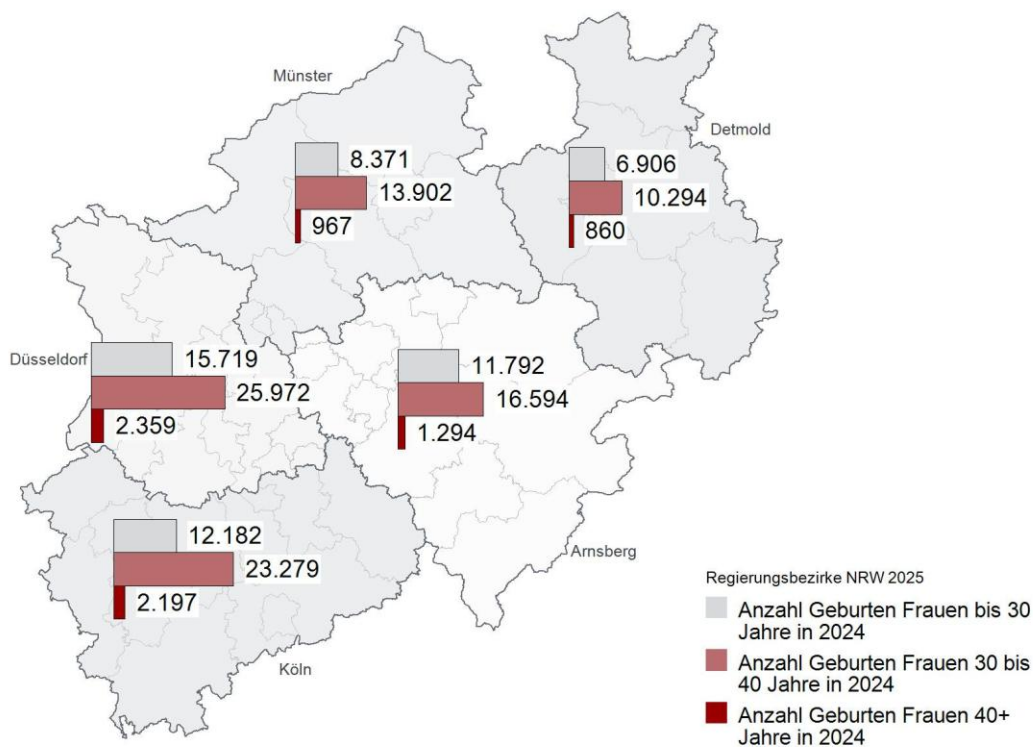 Münster
8.371
13.902
967
Detmold
6.906
10.294
860
Düsseldorf
15.719
25.972
2.359
11.792
16.594
1.294
Arnsberg
12.182
23.279
2.197
Köln
Regierungsbezirke NRW 2025
Anzahl Geburten Frauen bis 30
Jahre in 2024
Anzahl Geburten Frauen 30 bis
40 Jahre in 2024
Anzahl Geburten Frauen 40+
Jahre in 2024